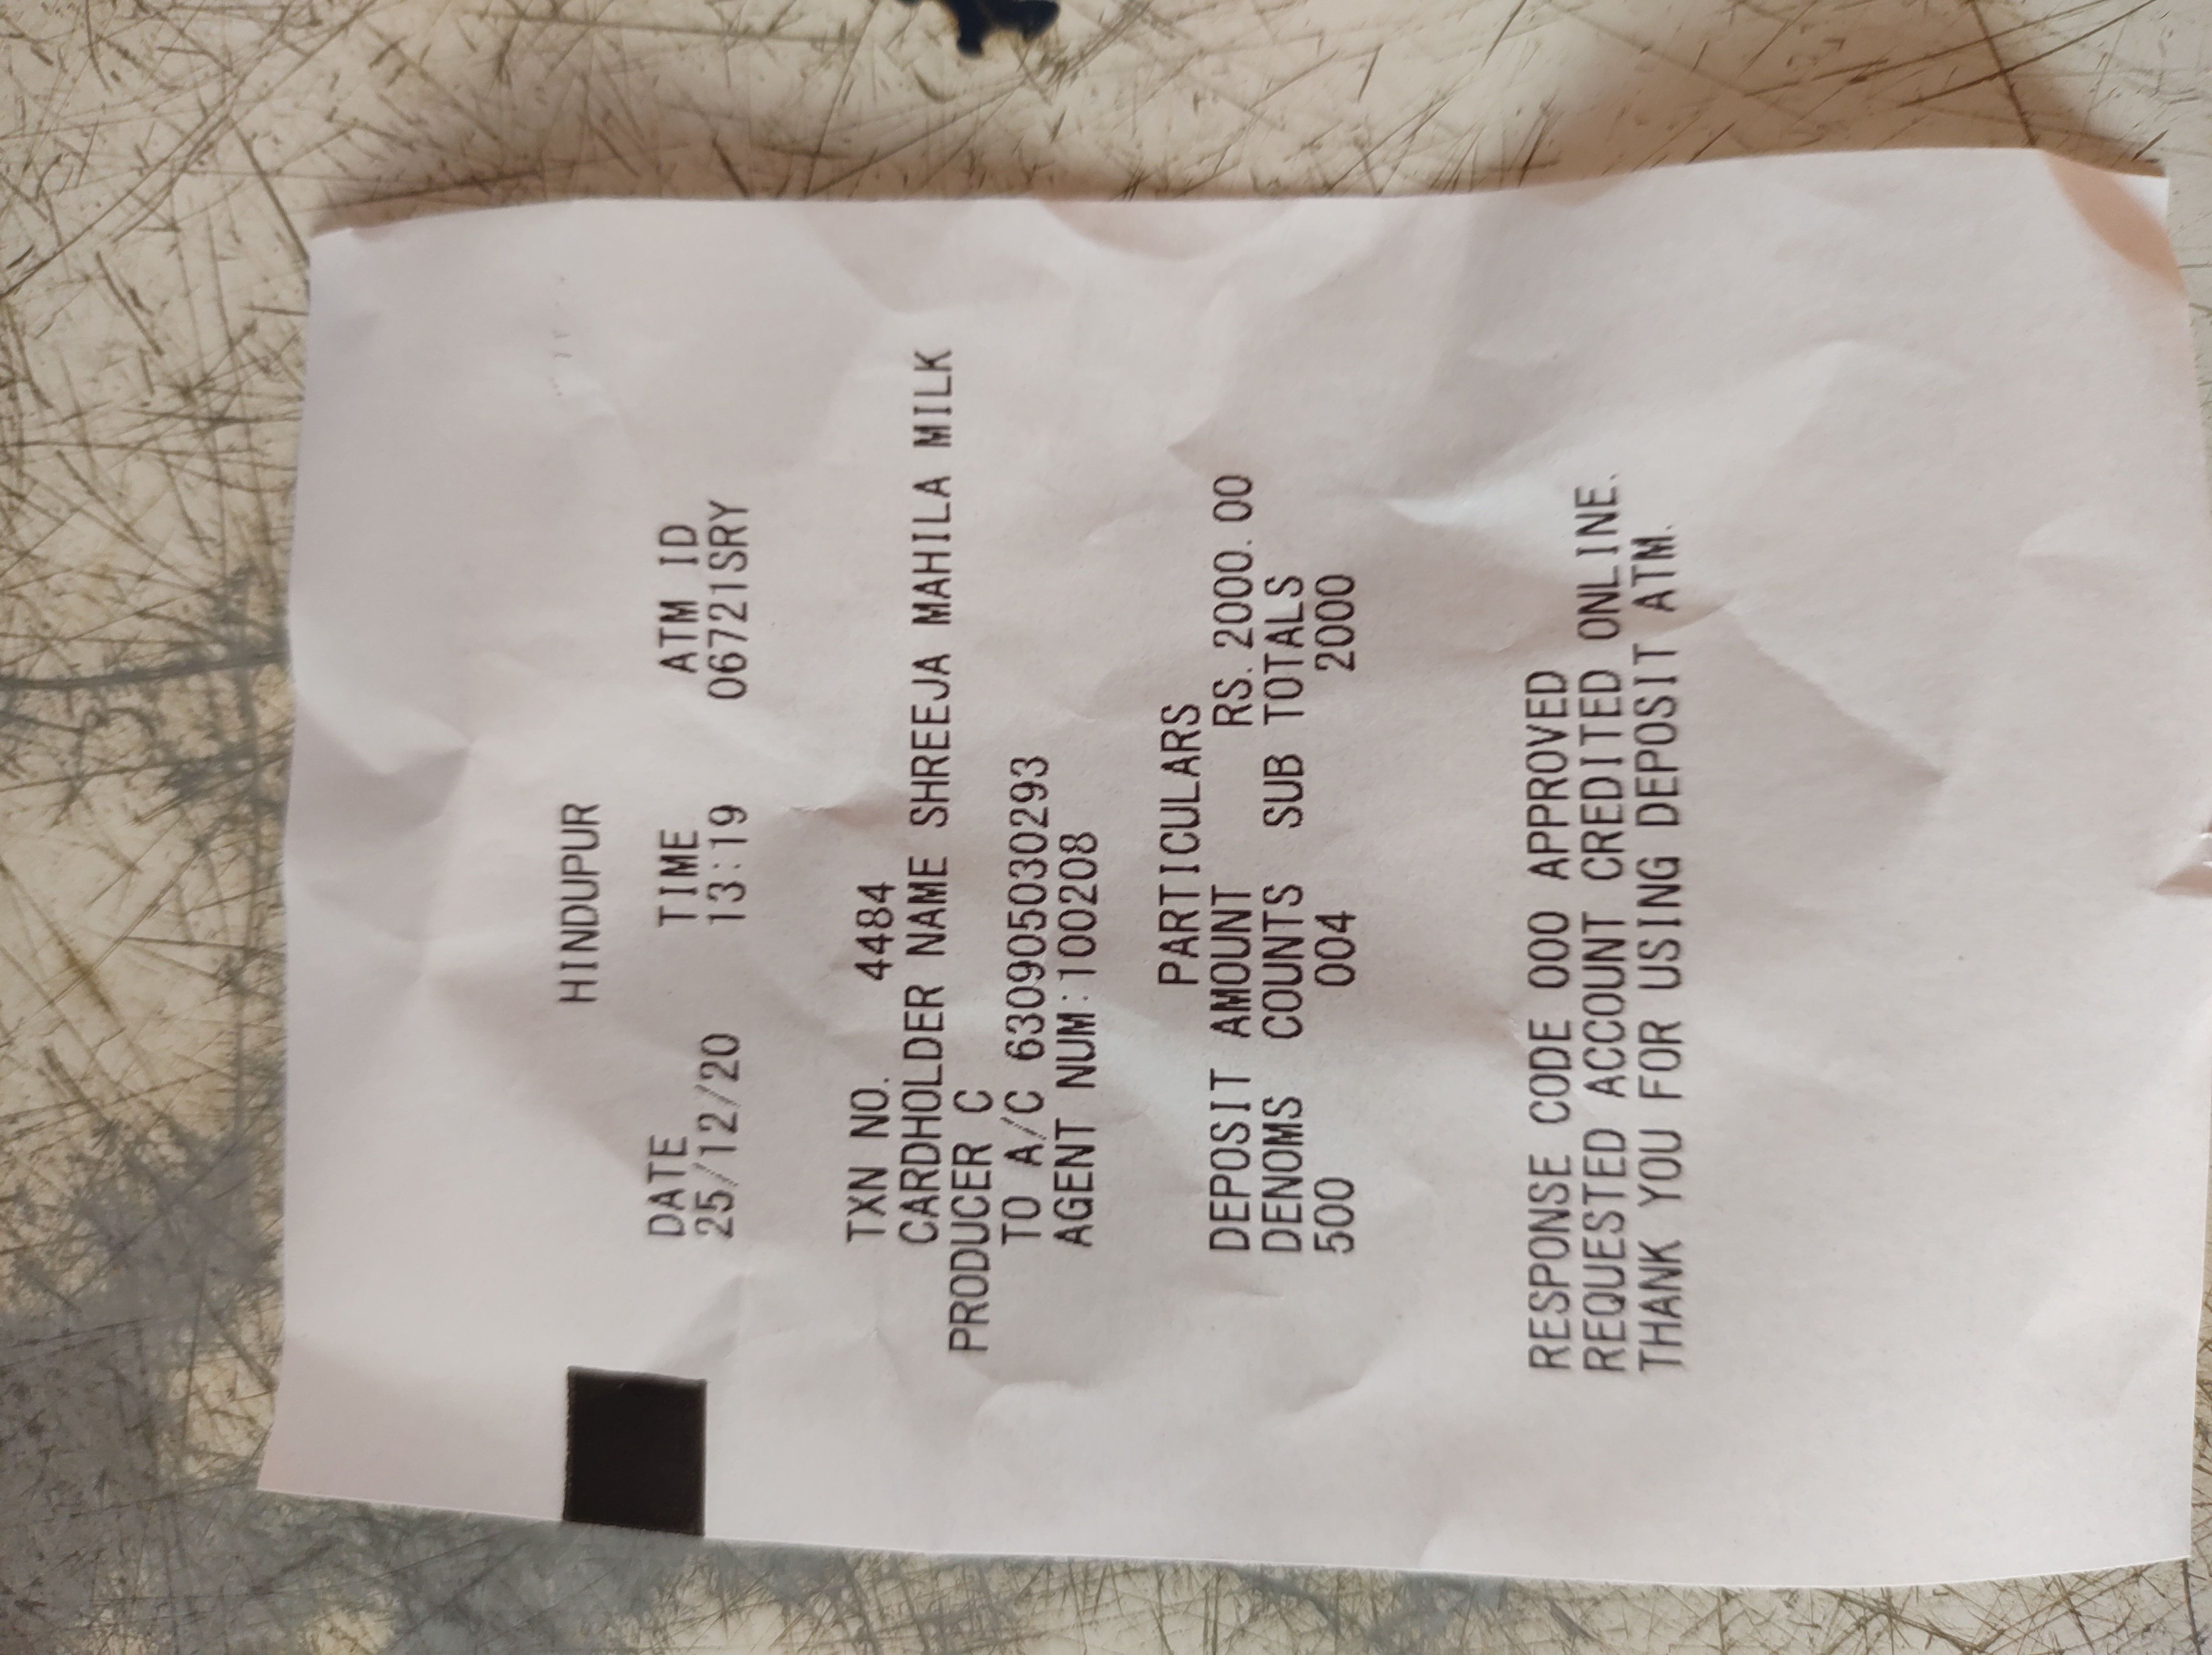 HINDUPUR
DATE TIME ATM ID
25/12/20 13:19 06721SRY
TXN NO. 4484
CARDHOLDER NAME SHREEJA MAHILA MILK
PRODUCER C
TO A/C 630905030293
AGENT NUM:100208
PARTICULARS
DEPOSIT AMOUNT RS.2000.00
DENOMS COUNTS SUB TOTALS
500 004 2000
RESPONSE CODE 000 APPROVED
REQUESTED ACCOUNT CREDITED ONLINE.
THANK YOU FOR USING DEPOSIT ATM.